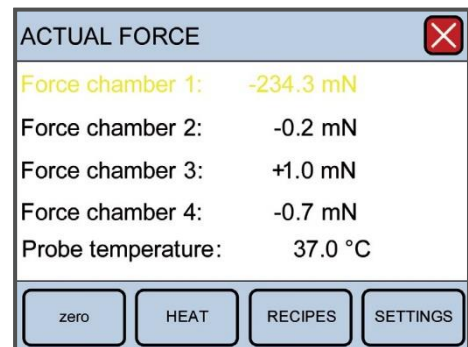 ACTUAL FORCE
Force chamber 1: -234.3 mN
Force chamber 2: -0.2 mN
Force chamber 3: +1.0 mN
Force chamber 4: -0.7 mN
Probe temperature: 37.0 °C
zero HEAT RECIPES SETTINGS